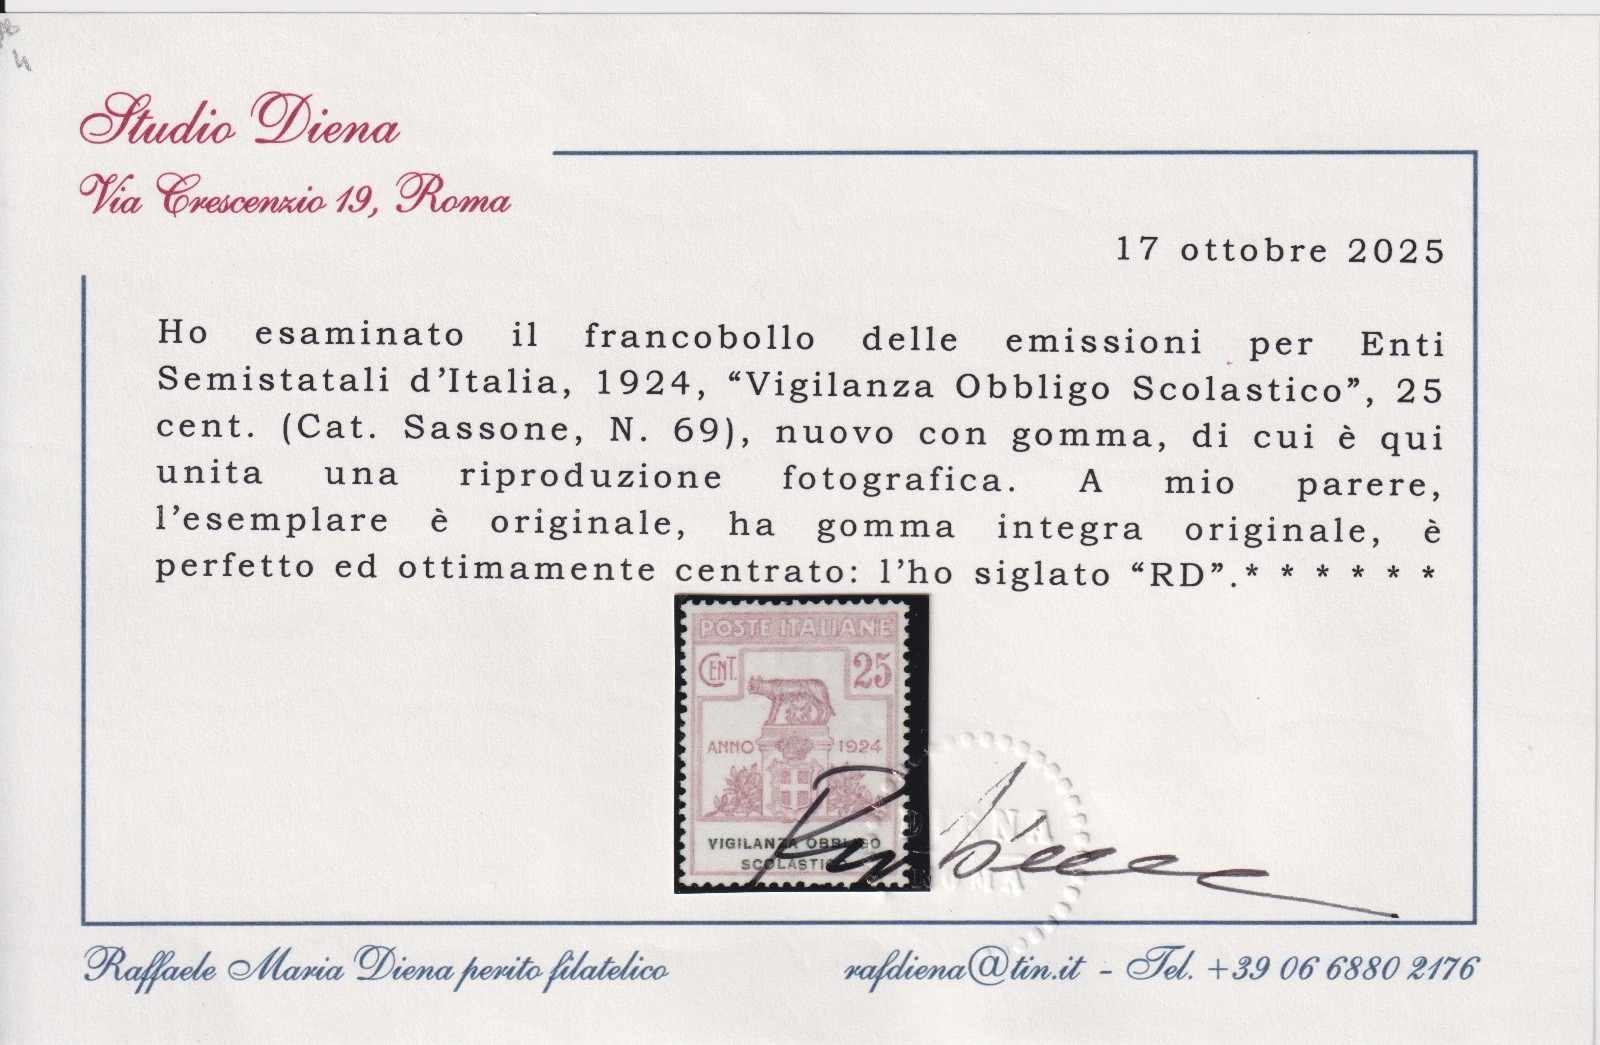 Studio Diena
Via Crescenzio 19, Roma
17 ottobre 2025
Ho esaminato il francobollo delle emissioni per Enti
Semistatali d'Italia, 1924, “Vigilanza Obbligo Scolastico”, 25
cent. (Cat. Sassone, N. 69), nuovo con gomma, di cui è qui
unita una riproduzione fotografica. A mio parere,
l'esemplare è originale, ha gomma integra originale, è
perfetto ed ottimamente centrato: l'ho siglato “RD”.* * * * * *
POSTE ITALIANE
CENT. 25
ANNO 1924
VIGILANZA OBBLIGO
SCOLASTICO
Raffaele Maria Diena perito filatelico
rafdiena@tin.it - Tel. +39 06 6880 2176